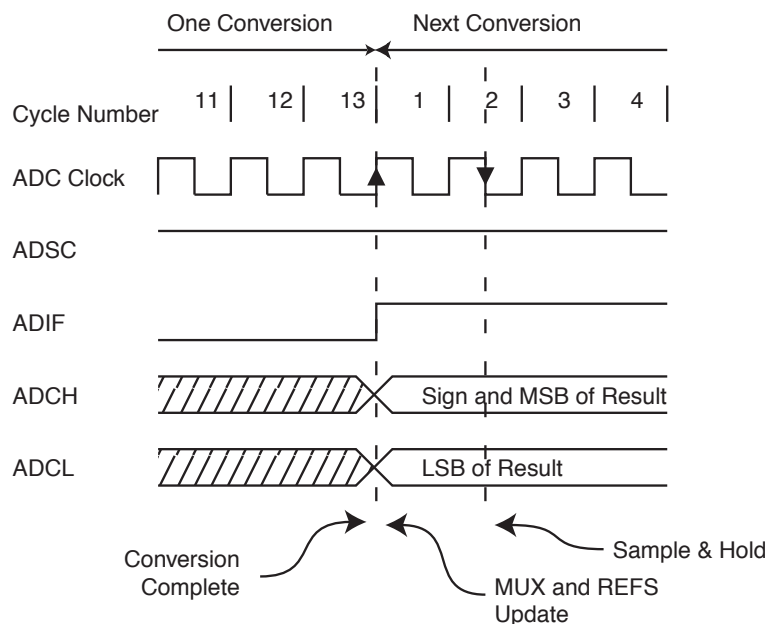 One Conversion Next Conversion
Cycle Number 11 12 13 1 2 3 4
ADC Clock
ADSC
ADIF
ADCH Sign and MSB of Result
ADCL LSB of Result
Conversion
Complete
MUX and REFS
Update
Sample & Hold